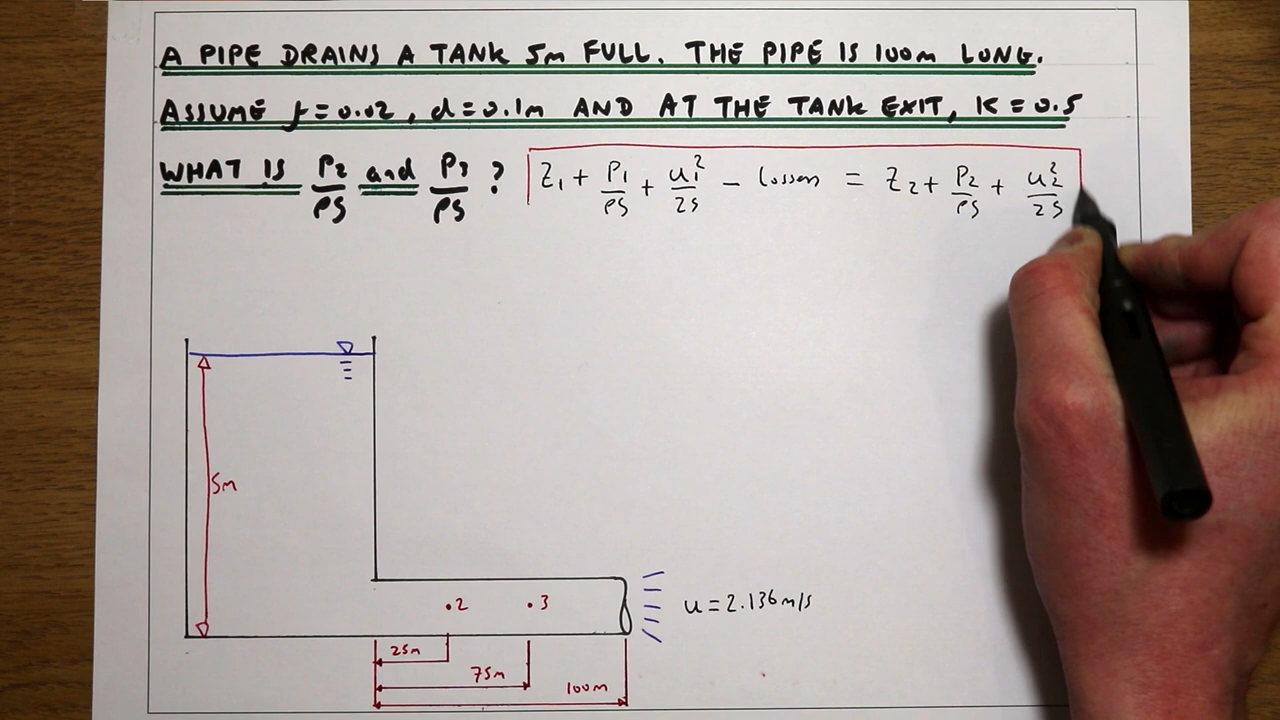 A PIPE DRAINS A TANK 5m FULL. THE PIPE IS 100m LONG.
ASSUME f=0.02, d=0.1m AND AT THE TANK EXIT, K=0.5
WHAT IS P2/ρg and P3/ρg ? Z1 + P1/ρg + u1²/2g - losses = Z2 + P2/ρg + u2²/2g
5m
.2 .3 u=2.136m/s
25m
75m
100m